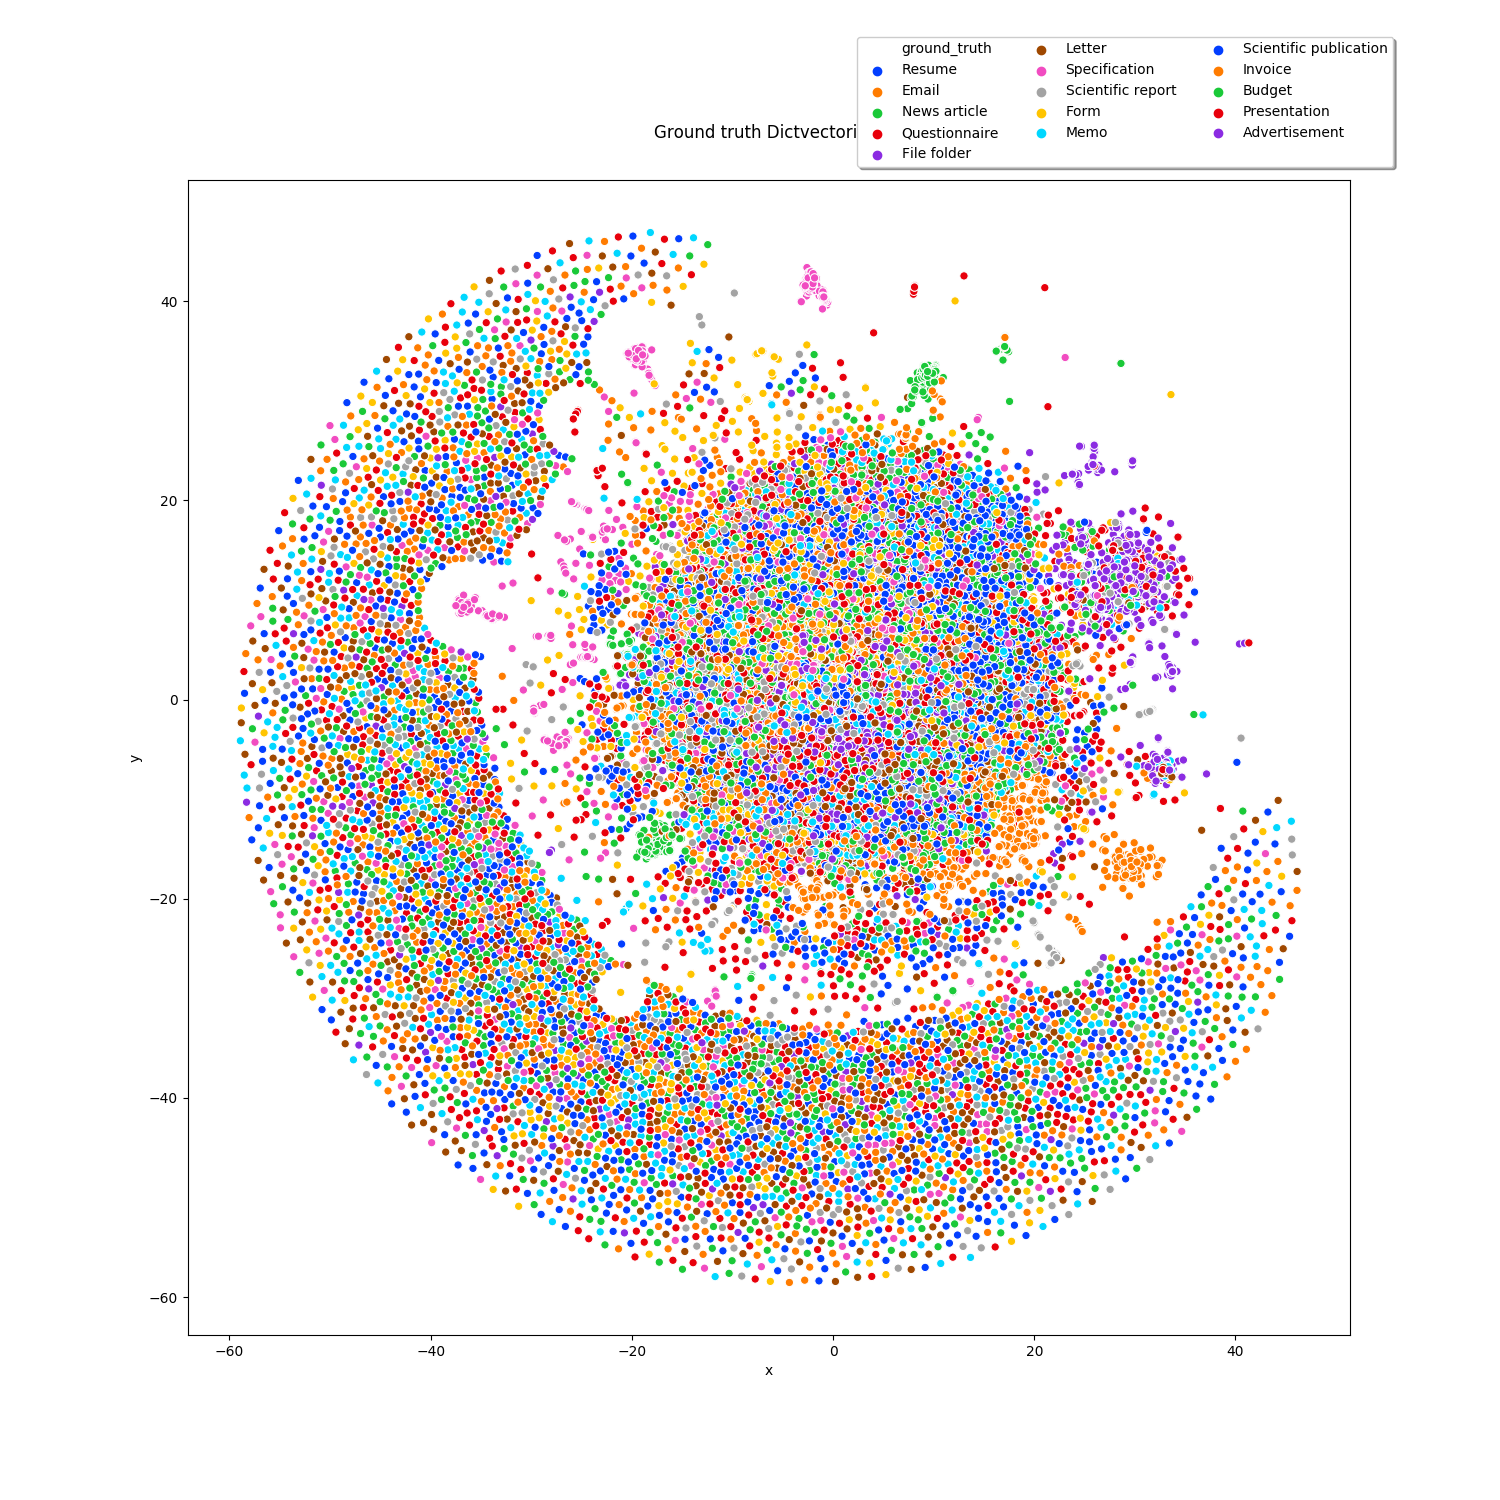 Ground truth Dictvectori
ground_truth
Resume
Email
News article
Questionnaire
File folder
Letter
Specification
Scientific report
Form
Memo
Scientific publication
Invoice
Budget
Presentation
Advertisement
40
20
0
−20
−40
−60
y
−60 −40 −20 0 20 40
x